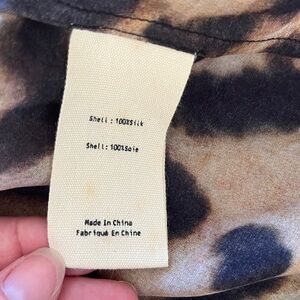 Shell : 100%Silk
Shell: 100%Soie
Made In China
Fabriqué En Chine